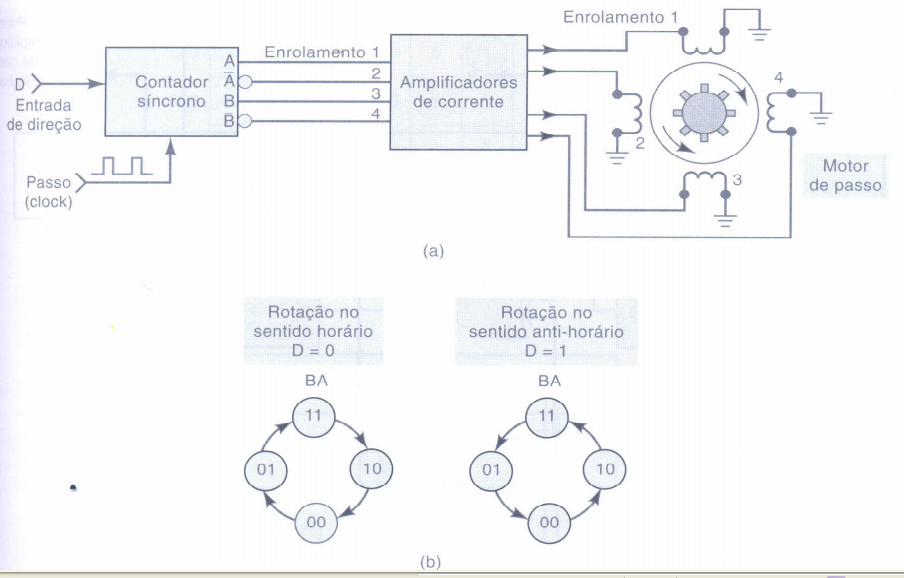 Enrolamento 1
D
Entrada
de direção
Contador
síncrono
A
A̅
B
B̅
Enrolamento 1
2
3
4
Amplificadores
de corrente
4
2
3
Motor
de passo
Passo
(clock)
(a)
Rotação no
sentido horário
D = 0
Rotação no
sentido anti-horário
D = 1
BA
BA
11
11
01
10
01
10
00
00
(b)